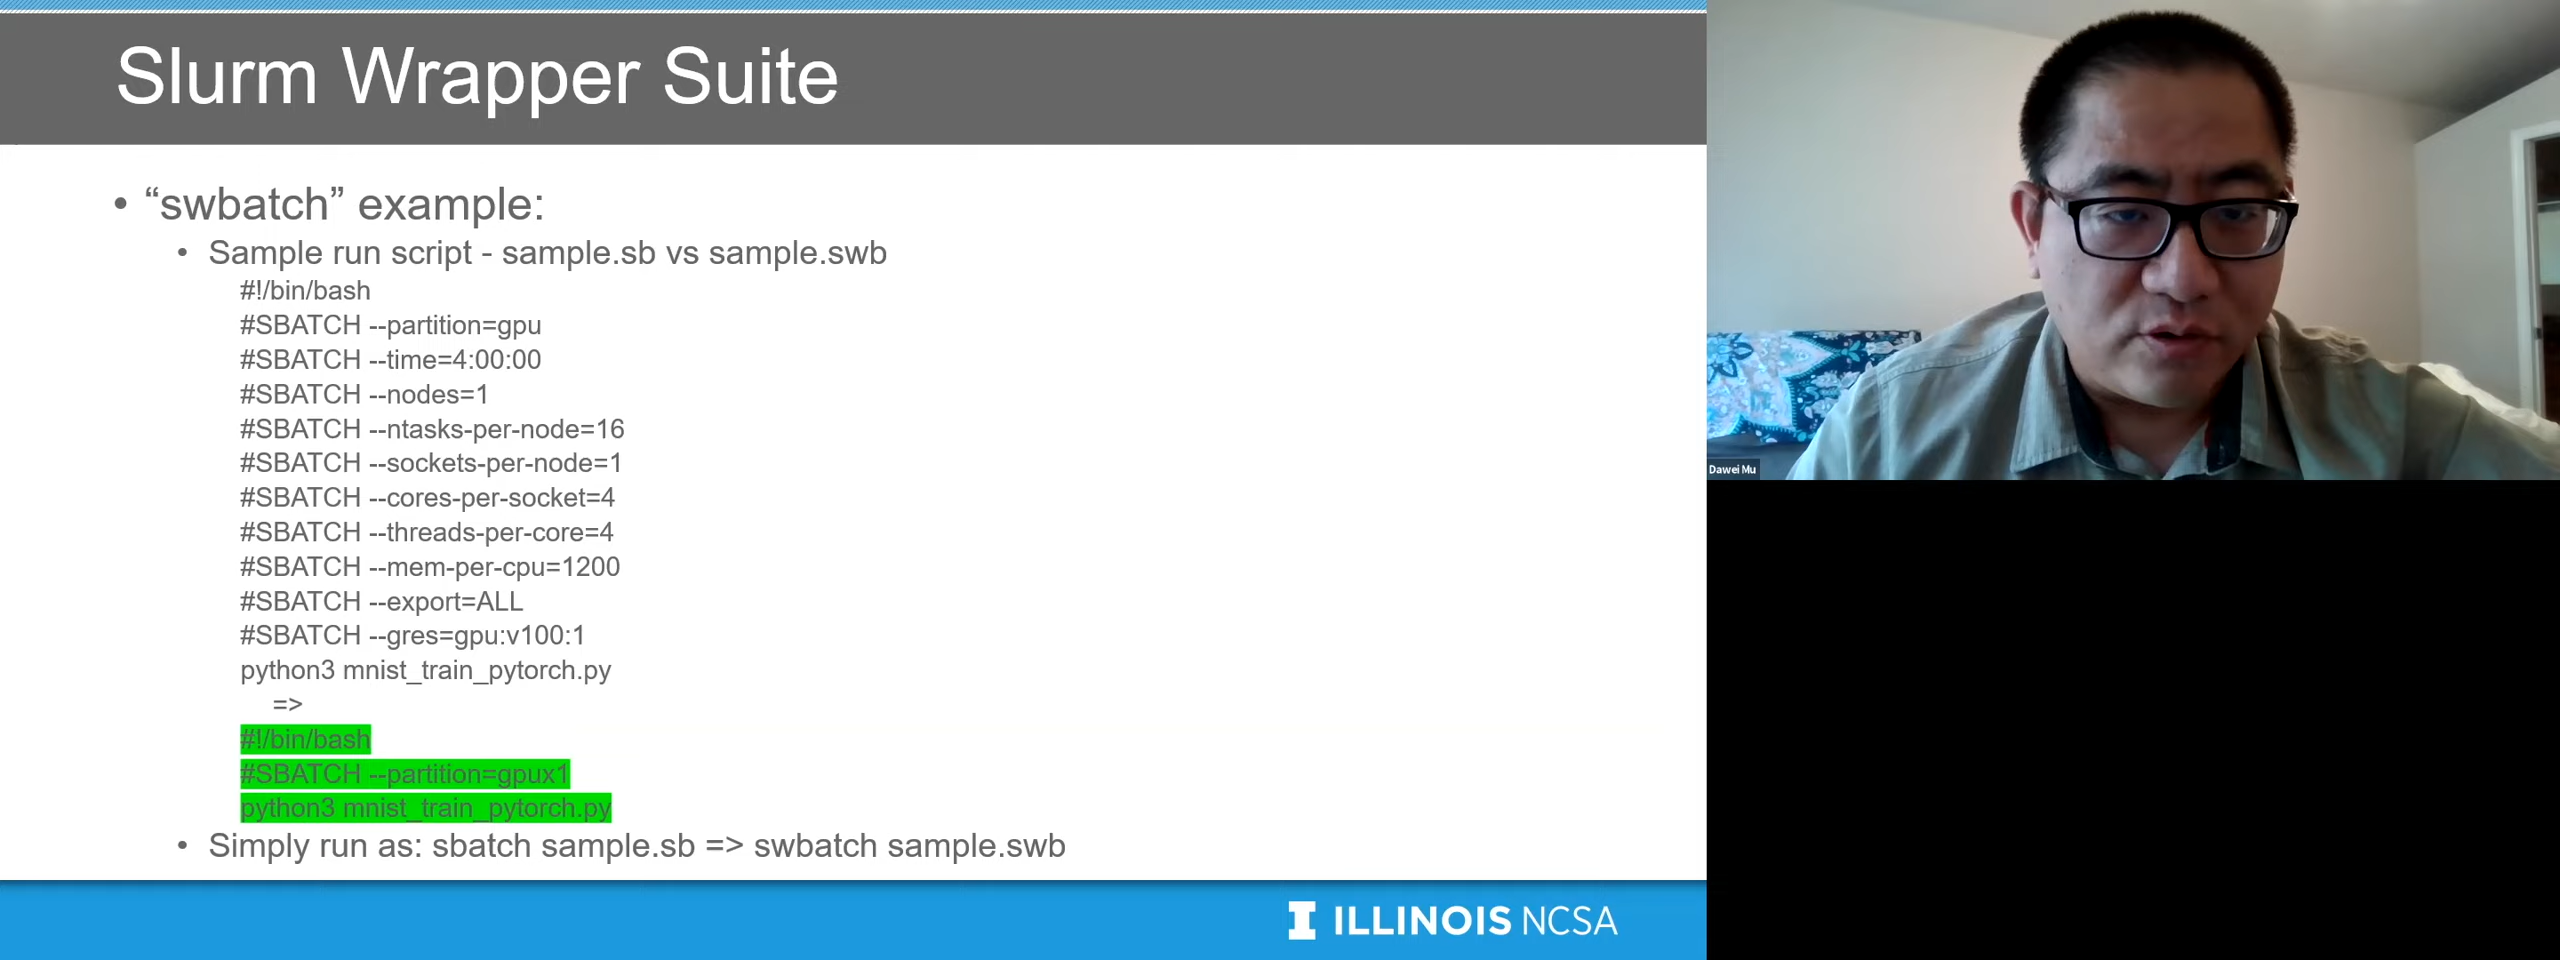 Slurm Wrapper Suite
• “swbatch” example:
• Sample run script - sample.sb vs sample.swb
#!/bin/bash
#SBATCH --partition=gpu
#SBATCH --time=4:00:00
#SBATCH --nodes=1
#SBATCH --ntasks-per-node=16
#SBATCH --sockets-per-node=1
#SBATCH --cores-per-socket=4
#SBATCH --threads-per-core=4
#SBATCH --mem-per-cpu=1200
#SBATCH --export=ALL
#SBATCH --gres=gpu:v100:1
python3 mnist_train_pytorch.py
=>
#!/bin/bash
#SBATCH --partition=gpux1
python3 mnist_train_pytorch.py
• Simply run as: sbatch sample.sb => swbatch sample.swb
I ILLINOIS NCSA
Dawei Mu